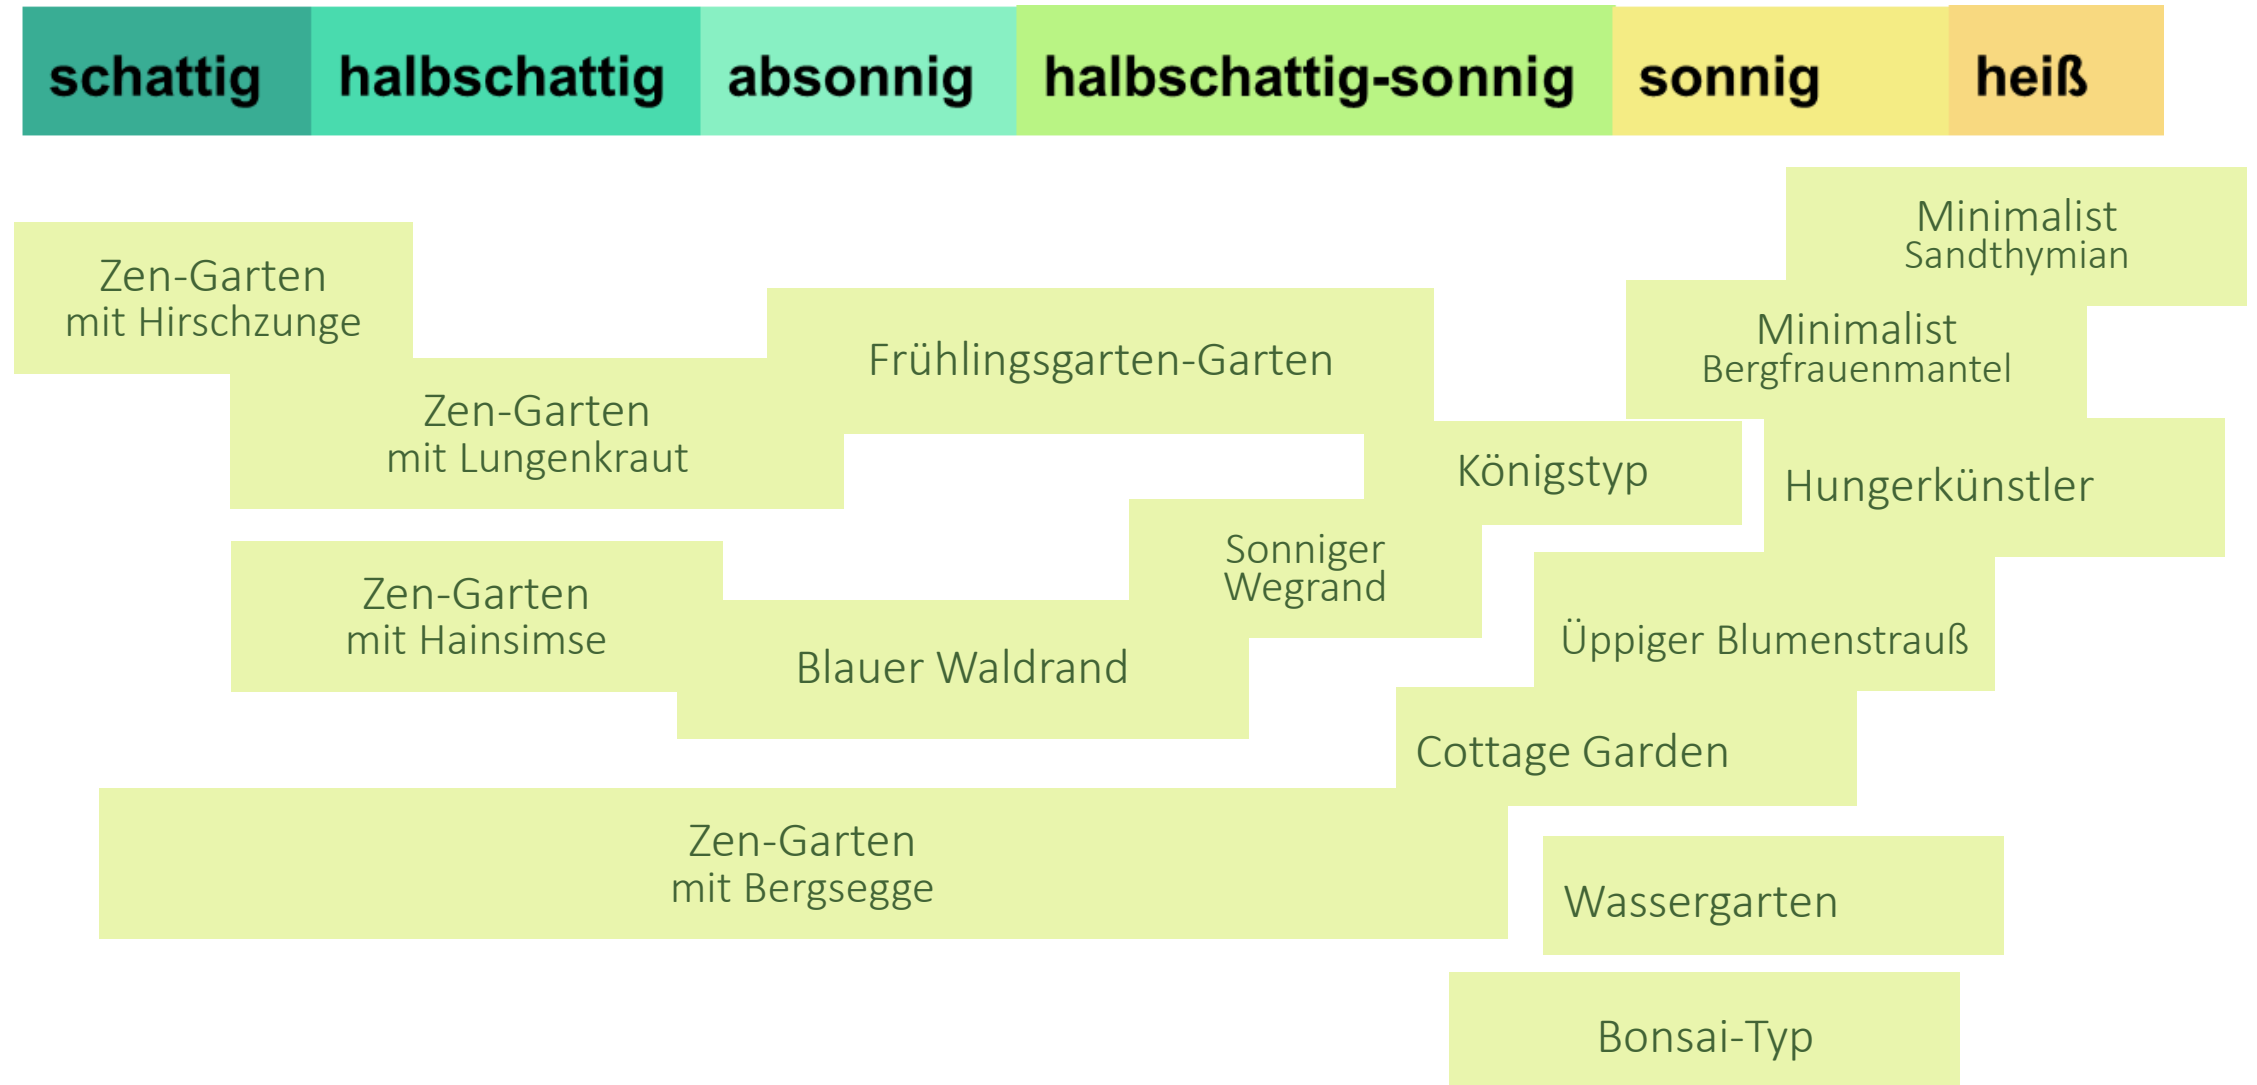 schattig halbschattig absonnig halbschattig-sonnig sonnig heiß
Minimalist
Sandthymian
Zen-Garten
mit Hirschzunge
Minimalist
Bergfrauenmantel
Frühlingsgarten-Garten
Zen-Garten
mit Lungenkraut
Königstyp
Hungerkünstler
Sonniger
Wegrand
Zen-Garten
mit Hainsimse
Üppiger Blumenstrauß
Blauer Waldrand
Cottage Garden
Zen-Garten
mit Bergsegge
Wassergarten
Bonsai-Typ